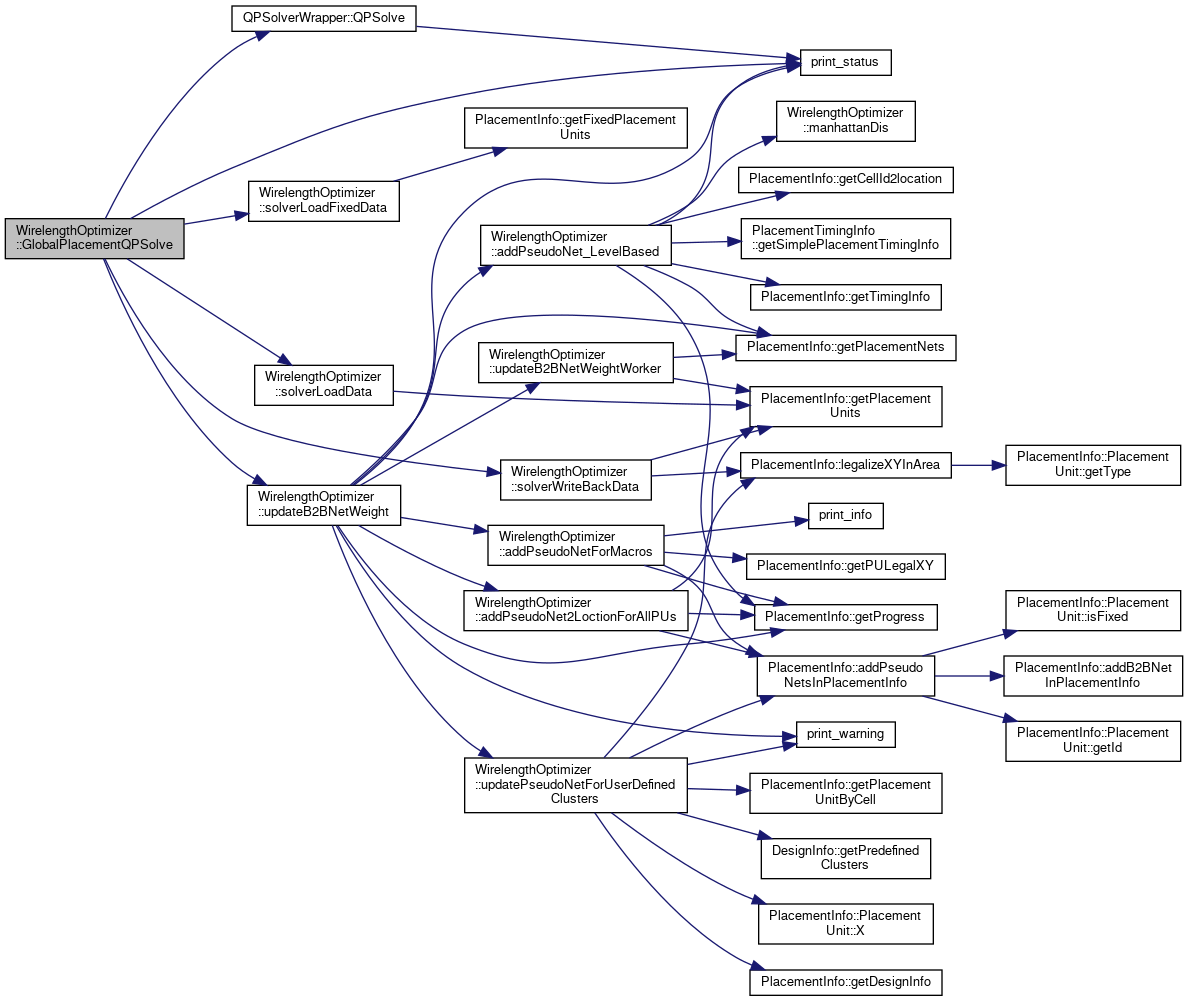 QPSolverWrapper::QPSolve
print_status
WirelengthOptimizer
::manhattanDis
PlacementInfo::getFixedPlacement
Units
PlacementInfo::getCellId2location
WirelengthOptimizer
::solverLoadFixedData
WirelengthOptimizer
::GlobalPlacementQPSolve
WirelengthOptimizer
::addPseudoNet_LevelBased
PlacementTimingInfo
::getSimplePlacementTimingInfo
PlacementInfo::getTimingInfo
PlacementInfo::getPlacementNets
WirelengthOptimizer
::updateB2BNetWeightWorker
WirelengthOptimizer
::solverLoadData
PlacementInfo::getPlacement
Units
PlacementInfo::legalizeXYInArea
PlacementInfo::Placement
Unit::getType
WirelengthOptimizer
::solverWriteBackData
WirelengthOptimizer
::updateB2BNetWeight
print_info
WirelengthOptimizer
::addPseudoNetForMacros
PlacementInfo::getPULegalXY
WirelengthOptimizer
::addPseudoNet2LoctionForAllPUs
PlacementInfo::getProgress
PlacementInfo::Placement
Unit::isFixed
PlacementInfo::addPseudo
NetsInPlacementInfo
PlacementInfo::addB2BNet
InPlacementInfo
print_warning
PlacementInfo::Placement
Unit::getId
WirelengthOptimizer
::updatePseudoNetForUserDefined
Clusters
PlacementInfo::getPlacement
UnitByCell
DesignInfo::getPredefined
Clusters
PlacementInfo::Placement
Unit::X
PlacementInfo::getDesignInfo